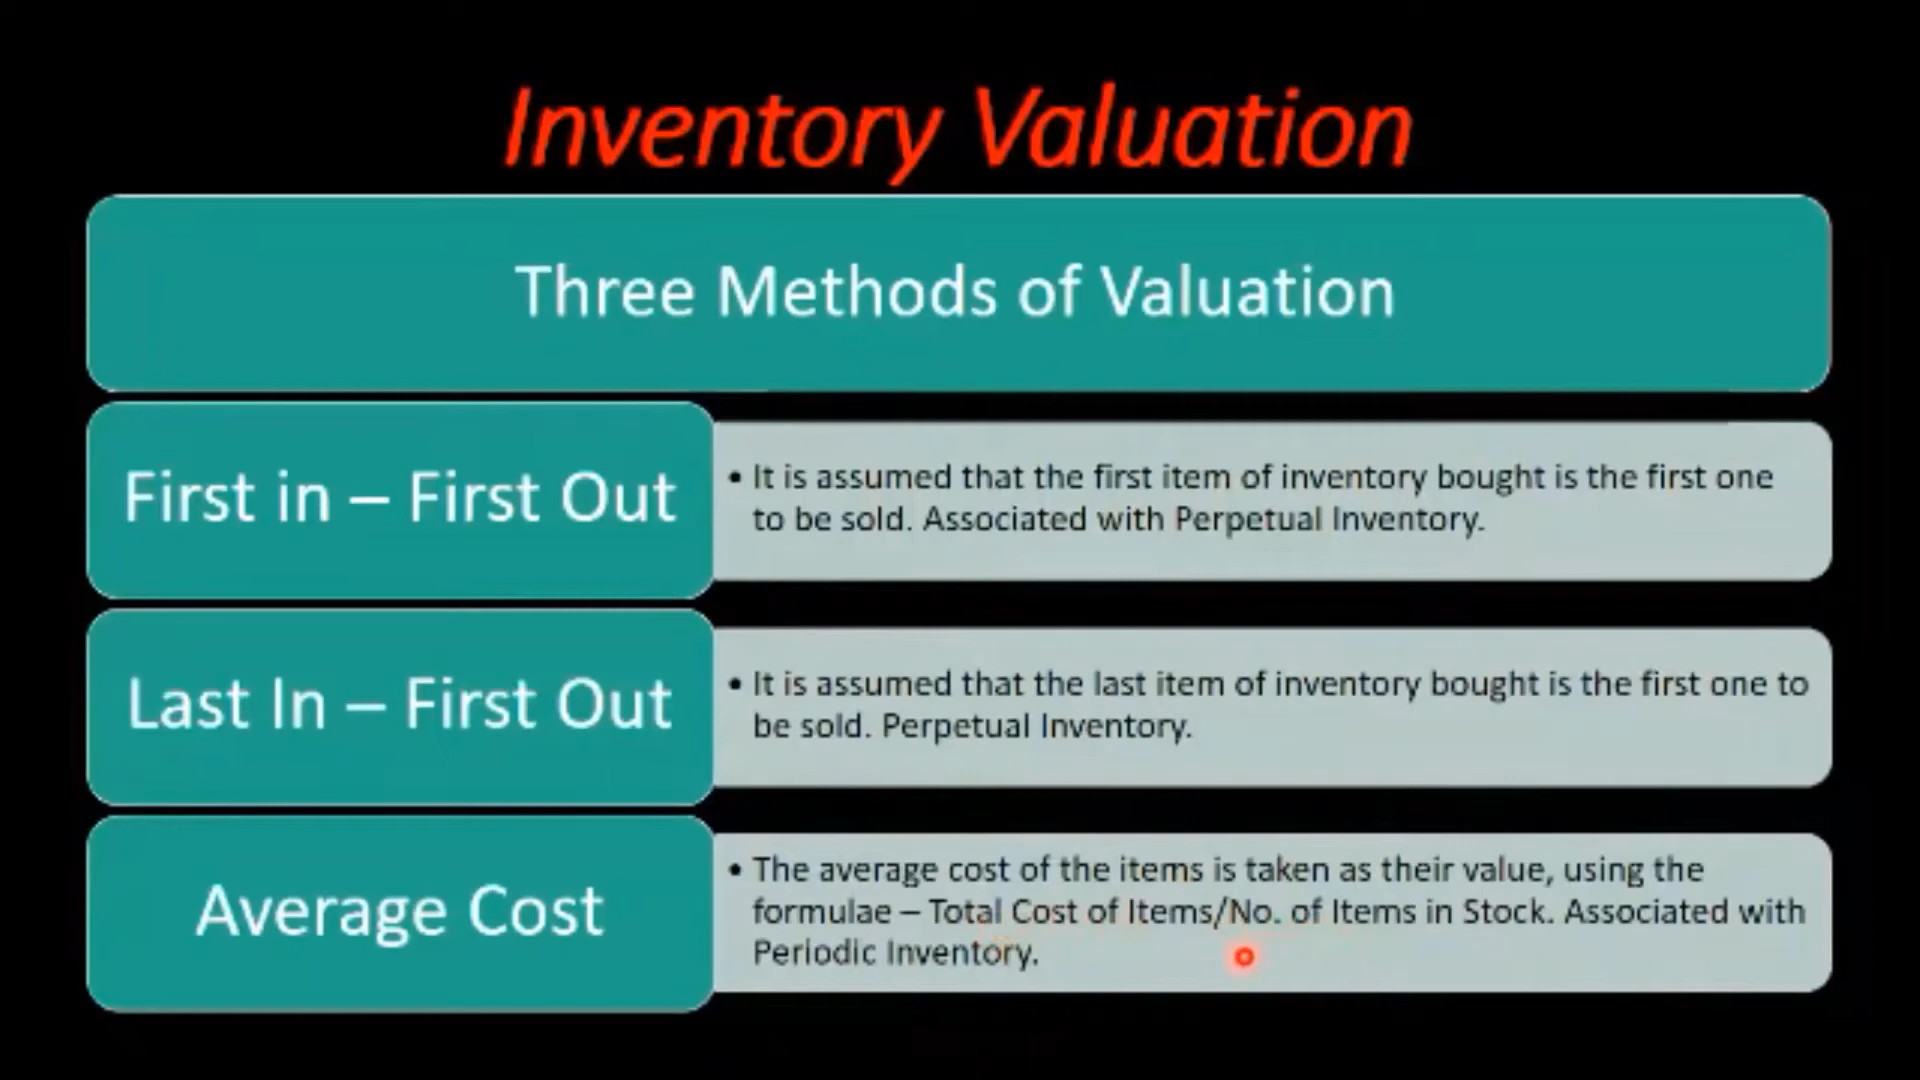 Inventory Valuation
Three Methods of Valuation
First in – First Out
• It is assumed that the first item of inventory bought is the first one
to be sold. Associated with Perpetual Inventory.
Last In – First Out
• It is assumed that the last item of inventory bought is the first one to
be sold. Perpetual Inventory.
Average Cost
• The average cost of the items is taken as their value, using the
formulae – Total Cost of Items/No. of Items in Stock. Associated with
Periodic Inventory.